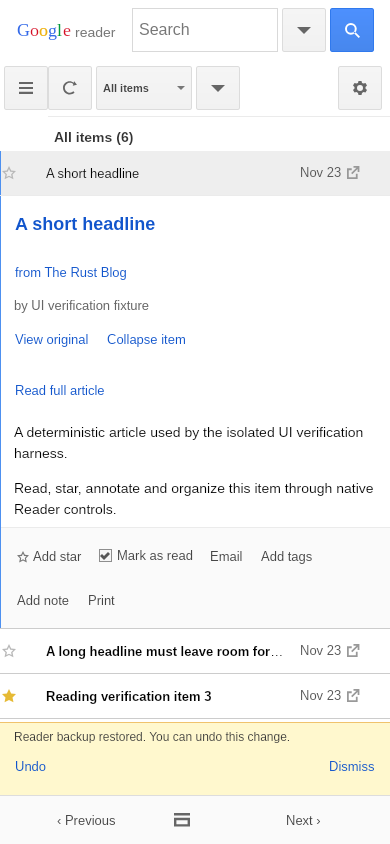 Google reader
Search
All items
All items (6)
A short headline
Nov 23
A short headline
from The Rust Blog
by UI verification fixture
View original Collapse item
Read full article
A deterministic article used by the isolated UI verification
harness.
Read, star, annotate and organize this item through native
Reader controls.
Add star Mark as read Email Add tags
Add note Print
A long headline must leave room for… Nov 23
Reading verification item 3 Nov 23
Reader backup restored. You can undo this change.
Undo Dismiss
‹ Previous Next ›